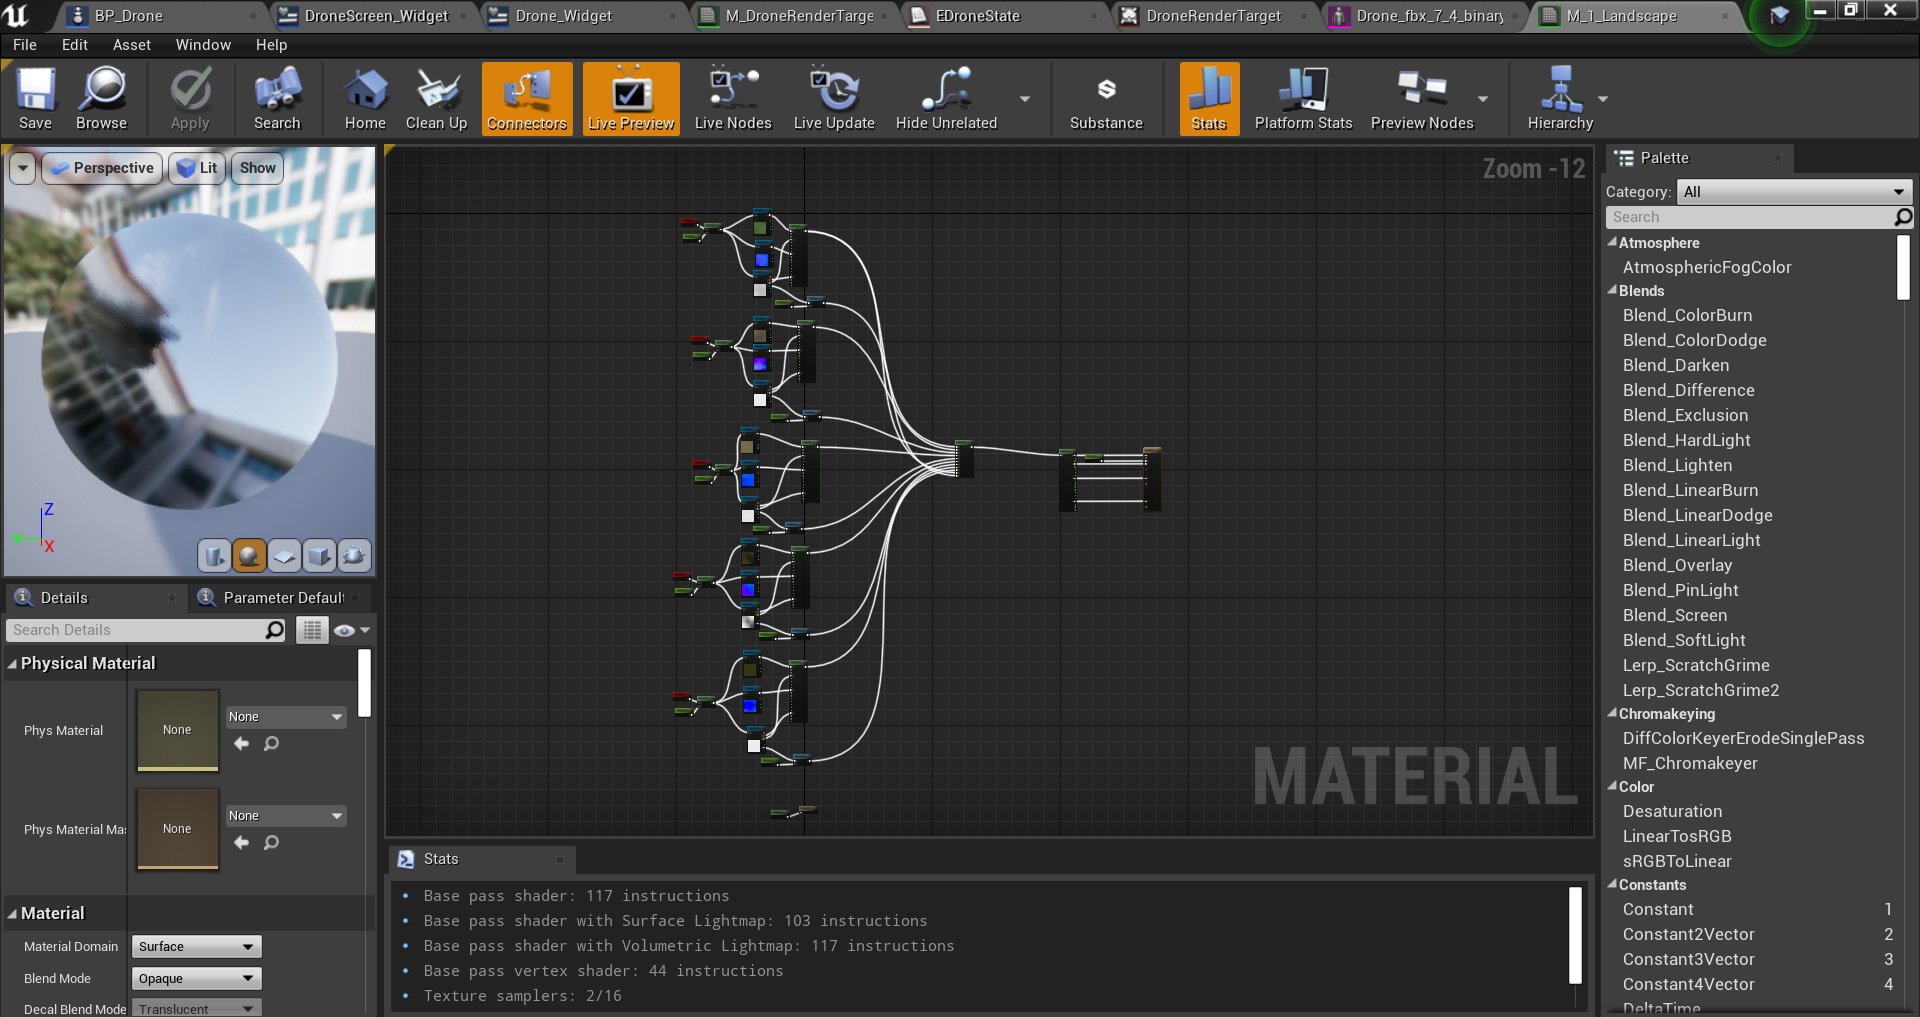 BP_Drone
DroneScreen_Widget
Drone_Widget
M_DroneRenderTarge
EDroneState
DroneRenderTarget
Drone_fbx_7_4_binary
M_1_Landscape
File Edit Asset Window Help
Save
Browse
Apply
Search
Home
Clean Up
Connectors
Live Preview
Live Nodes
Live Update
Hide Unrelated
Substance
Stats
Platform Stats
Preview Nodes
Hierarchy
Perspective
Lit
Show
Z
Y
X
Zoom -12
MATERIAL
Details
Parameter Default
Search Details
Physical Material
Phys Material
None
None
Phys Material Mas
None
None
Material
Material Domain
Surface
Blend Mode
Opaque
Decal Blend Mode
Translucent
Stats
Base pass shader: 117 instructions
Base pass shader with Surface Lightmap: 103 instructions
Base pass shader with Volumetric Lightmap: 117 instructions
Base pass vertex shader: 44 instructions
Texture samplers: 2/16
Palette
Category: All
Search
Atmosphere
AtmosphericFogColor
Blends
Blend_ColorBurn
Blend_ColorDodge
Blend_Darken
Blend_Difference
Blend_Exclusion
Blend_HardLight
Blend_Lighten
Blend_LinearBurn
Blend_LinearDodge
Blend_LinearLight
Blend_Overlay
Blend_PinLight
Blend_Screen
Blend_SoftLight
Lerp_ScratchGrime
Lerp_ScratchGrime2
Chromakeying
DiffColorKeyerErodeSinglePass
MF_Chromakeyer
Color
Desaturation
LinearTosRGB
sRGBToLinear
Constants
Constant 1
Constant2Vector 2
Constant3Vector 3
Constant4Vector 4
DeltaTime